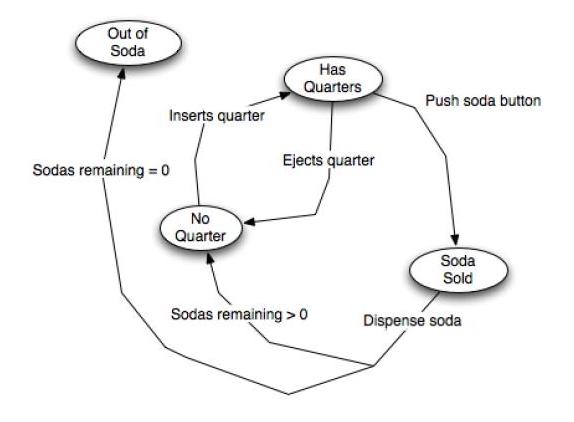 Out of
Soda
Has
Quarters
Push soda button
Inserts quarter
Ejects quarter
Sodas remaining = 0
No
Quarter
Soda
Sold
Sodas remaining > 0
Dispense soda